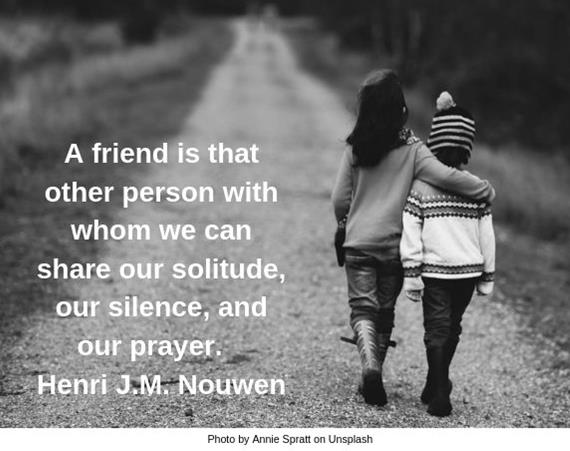 A friend is that
other person with
whom we can
share our solitude,
our silence, and
our prayer.
Henri J.M. Nouwen
Photo by Annie Spratt on Unsplash